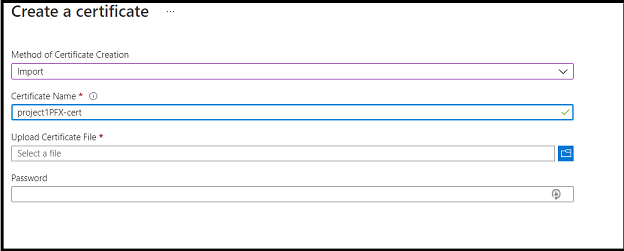 Create a certificate ...
Method of Certificate Creation
Import
Certificate Name *
project1PFX-cert
Upload Certificate File *
Select a file
Password